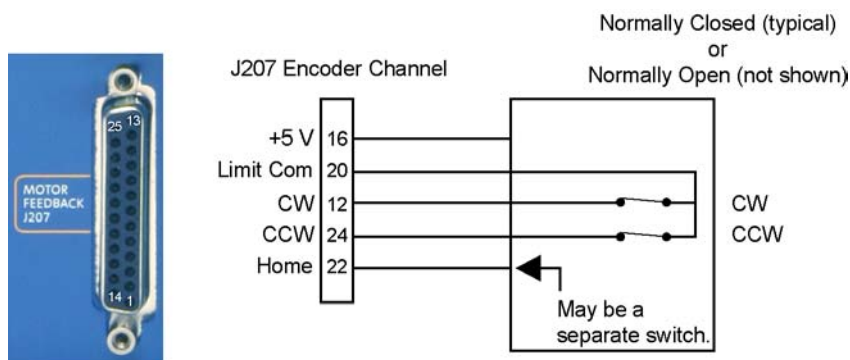 Normally Closed (typical)
or
Normally Open (not shown)
J207 Encoder Channel
25 13
MOTOR
FEEDBACK
J207
14 1
+5 V 16
Limit Com 20
CW 12 CW
CCW 24 CCW
Home 22
May be a
separate switch.